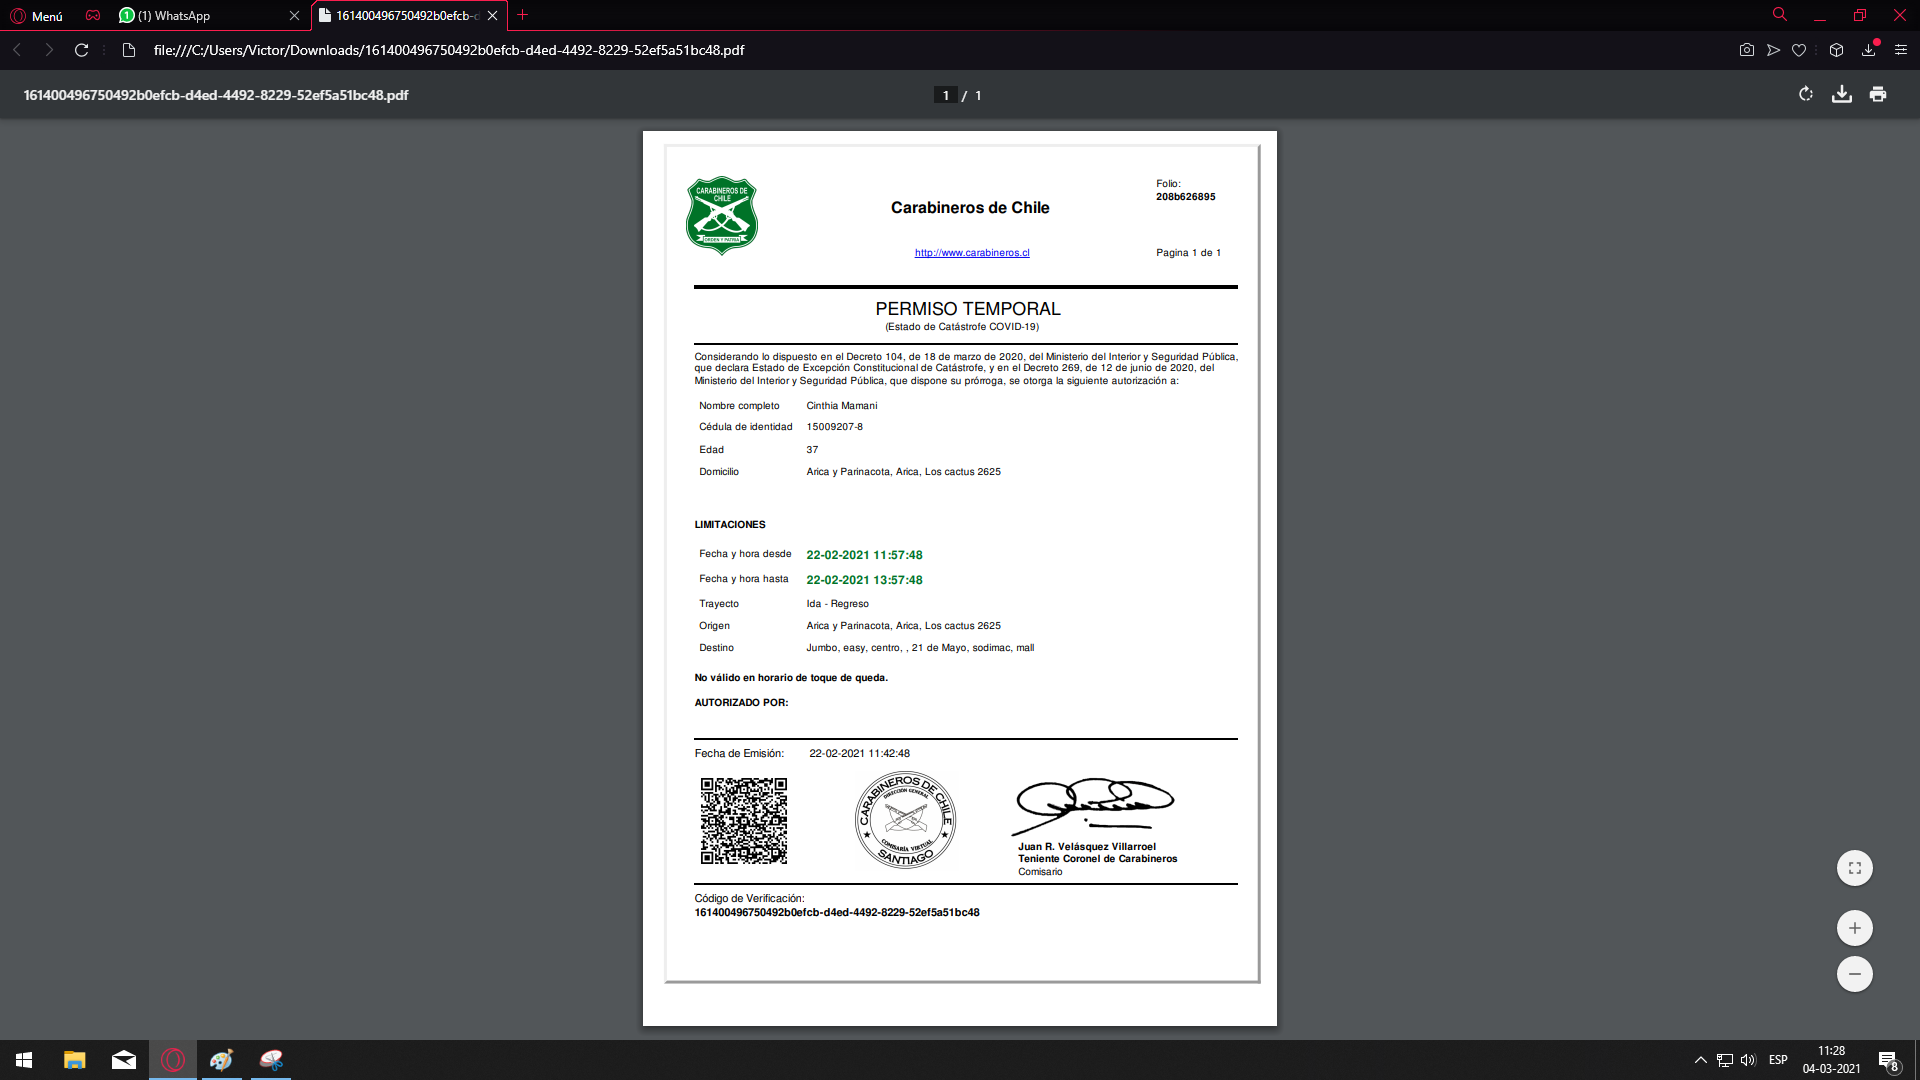 Menú
(1) WhatsApp
161400496750492b0efcb-d
file:///C:/Users/Victor/Downloads/161400496750492b0efcb-d4ed-4492-8229-52ef5a51bc48.pdf
161400496750492b0efcb-d4ed-4492-8229-52ef5a51bc48.pdf
1 / 1
CARABINEROS DE
CHILE
ORDEN Y PATRIA
Carabineros de Chile
http://www.carabineros.cl
Folio:
208b626895
Pagina 1 de 1
PERMISO TEMPORAL
(Estado de Catástrofe COVID-19)
Considerando lo dispuesto en el Decreto 104, de 18 de marzo de 2020, del Ministerio del Interior y Seguridad Pública,
que declara Estado de Excepción Constitucional de Catástrofe, y en el Decreto 269, de 12 de junio de 2020, del
Ministerio del Interior y Seguridad Pública, que dispone su prórroga, se otorga la siguiente autorización a:
Nombre completo Cinthia Mamani
Cédula de identidad 15009207-8
Edad 37
Domicilio Arica y Parinacota, Arica, Los cactus 2625
LIMITACIONES
Fecha y hora desde 22-02-2021 11:57:48
Fecha y hora hasta 22-02-2021 13:57:48
Trayecto Ida - Regreso
Origen Arica y Parinacota, Arica, Los cactus 2625
Destino Jumbo, easy, centro, , 21 de Mayo, sodimac, mall
No válido en horario de toque de queda.
AUTORIZADO POR:
Fecha de Emisión: 22-02-2021 11:42:48
CARABINEROS DE CHILE
DIRECCIÓN GENERAL
COMISARÍA VIRTUAL
SANTIAGO
Juan R. Velásquez Villarroel
Teniente Coronel de Carabineros
Comisario
Código de Verificación:
161400496750492b0efcb-d4ed-4492-8229-52ef5a51bc48
ESP
11:28
04-03-2021
8